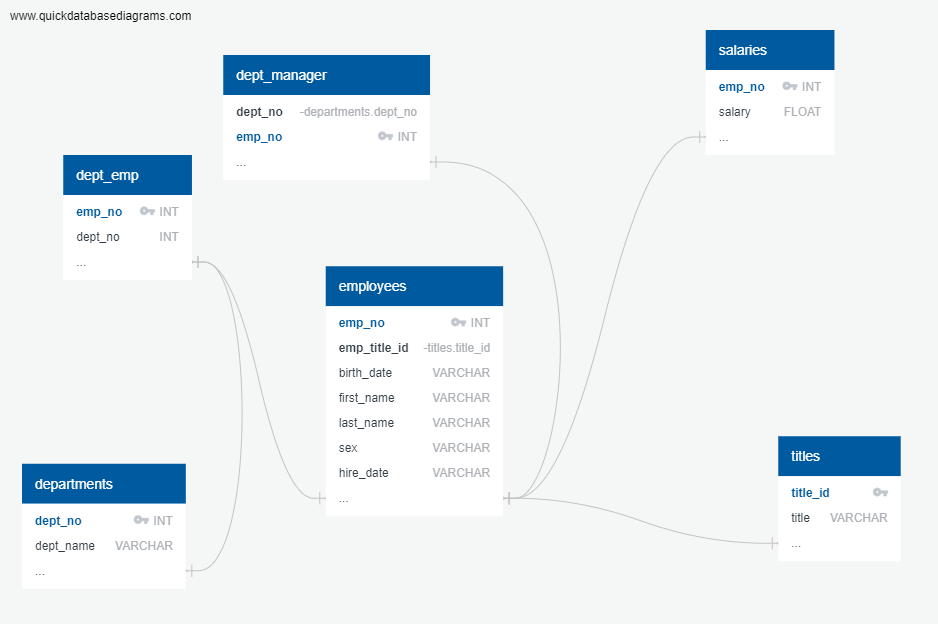 www.quickdatabasediagrams.com
dept_manager
dept_no -departments.dept_no
emp_no INT
...
salaries
emp_no INT
salary FLOAT
...
dept_emp
emp_no INT
dept_no INT
...
employees
emp_no INT
emp_title_id -titles.title_id
birth_date VARCHAR
first_name VARCHAR
last_name VARCHAR
sex VARCHAR
hire_date VARCHAR
...
departments
dept_no INT
dept_name VARCHAR
...
titles
title_id
title VARCHAR
...